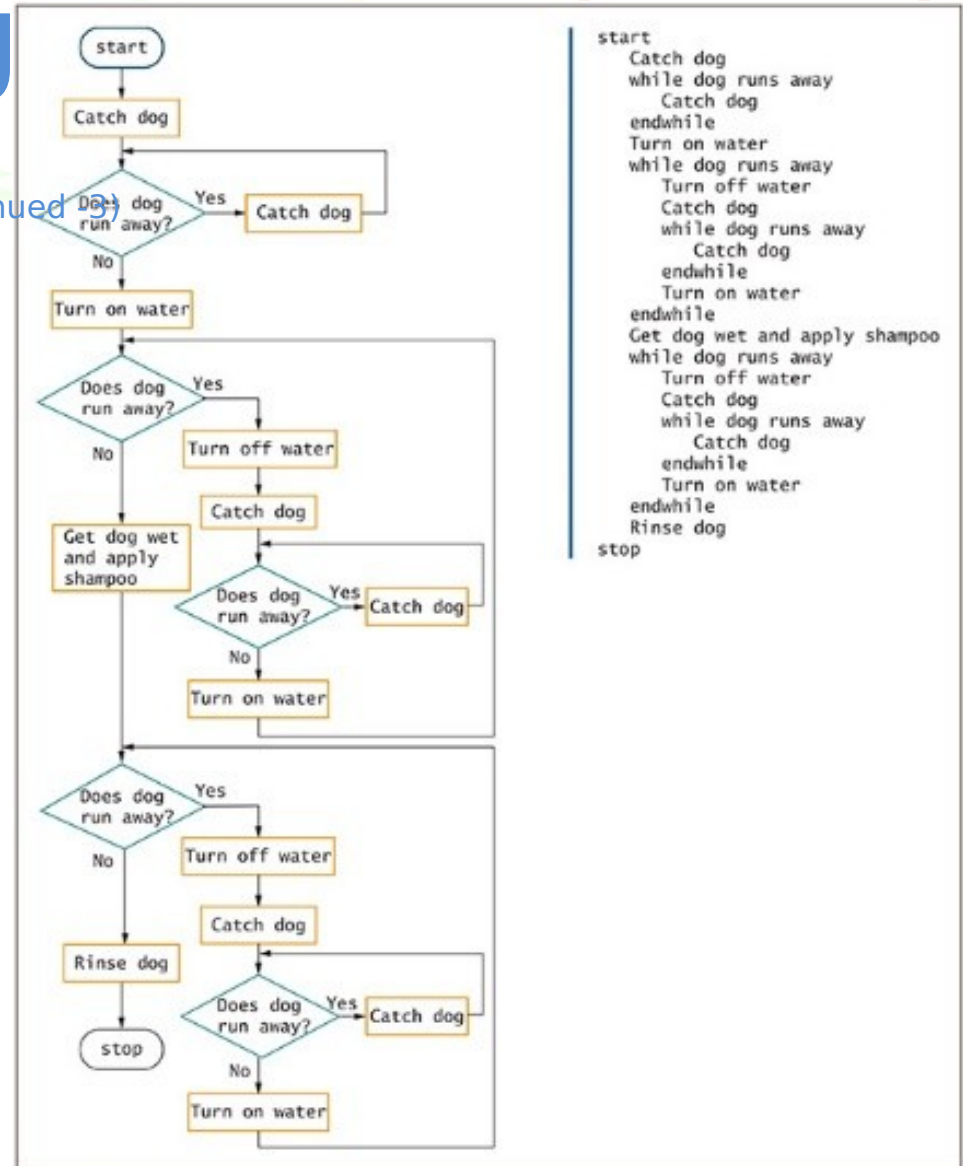 start
Catch dog
Does dog
run away?
Yes
Catch dog
No
Turn on water
Does dog
run away?
Yes
Turn off water
No
Catch dog
Get dog wet
and apply
shampoo
Does dog
run away?
Yes
Catch dog
No
Turn on water
Does dog
run away?
Yes
Turn off water
No
Catch dog
Rinse dog
Does dog
run away?
Yes
Catch dog
stop
No
Turn on water
start
Catch dog
while dog runs away
Catch dog
endwhile
Turn on water
while dog runs away
Turn off water
Catch dog
while dog runs away
Catch dog
endwhile
Turn on water
endwhile
Get dog wet and apply shampoo
while dog runs away
Turn off water
Catch dog
while dog runs away
Catch dog
endwhile
Turn on water
endwhile
Rinse dog
stop